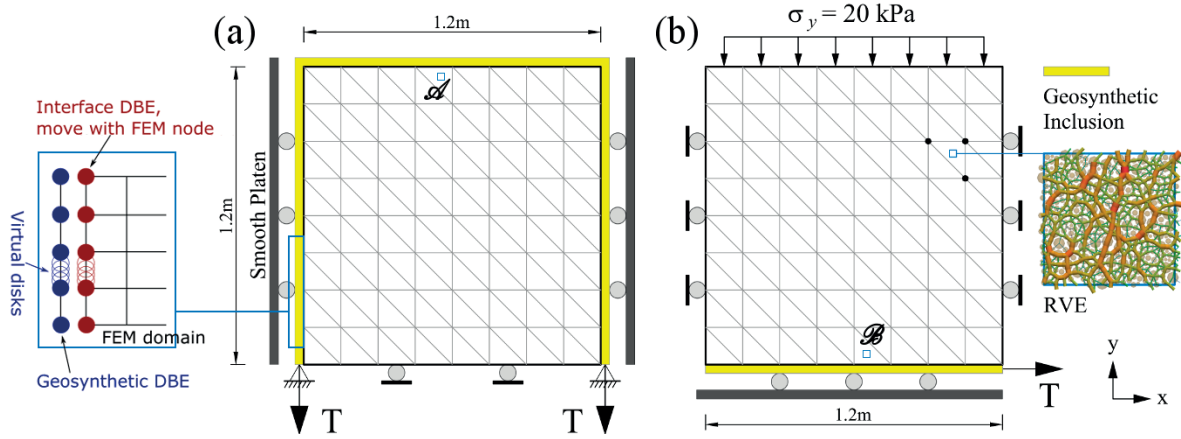 (a)
1.2m
1.2m
Smooth Platen
Interface DBE,
move with FEM node
Virtual disks
FEM domain
Geosynthetic DBE
𝒜
T
T
(b)
σy = 20 kPa
Geosynthetic
Inclusion
RVE
ℬ
T
1.2m
y
x